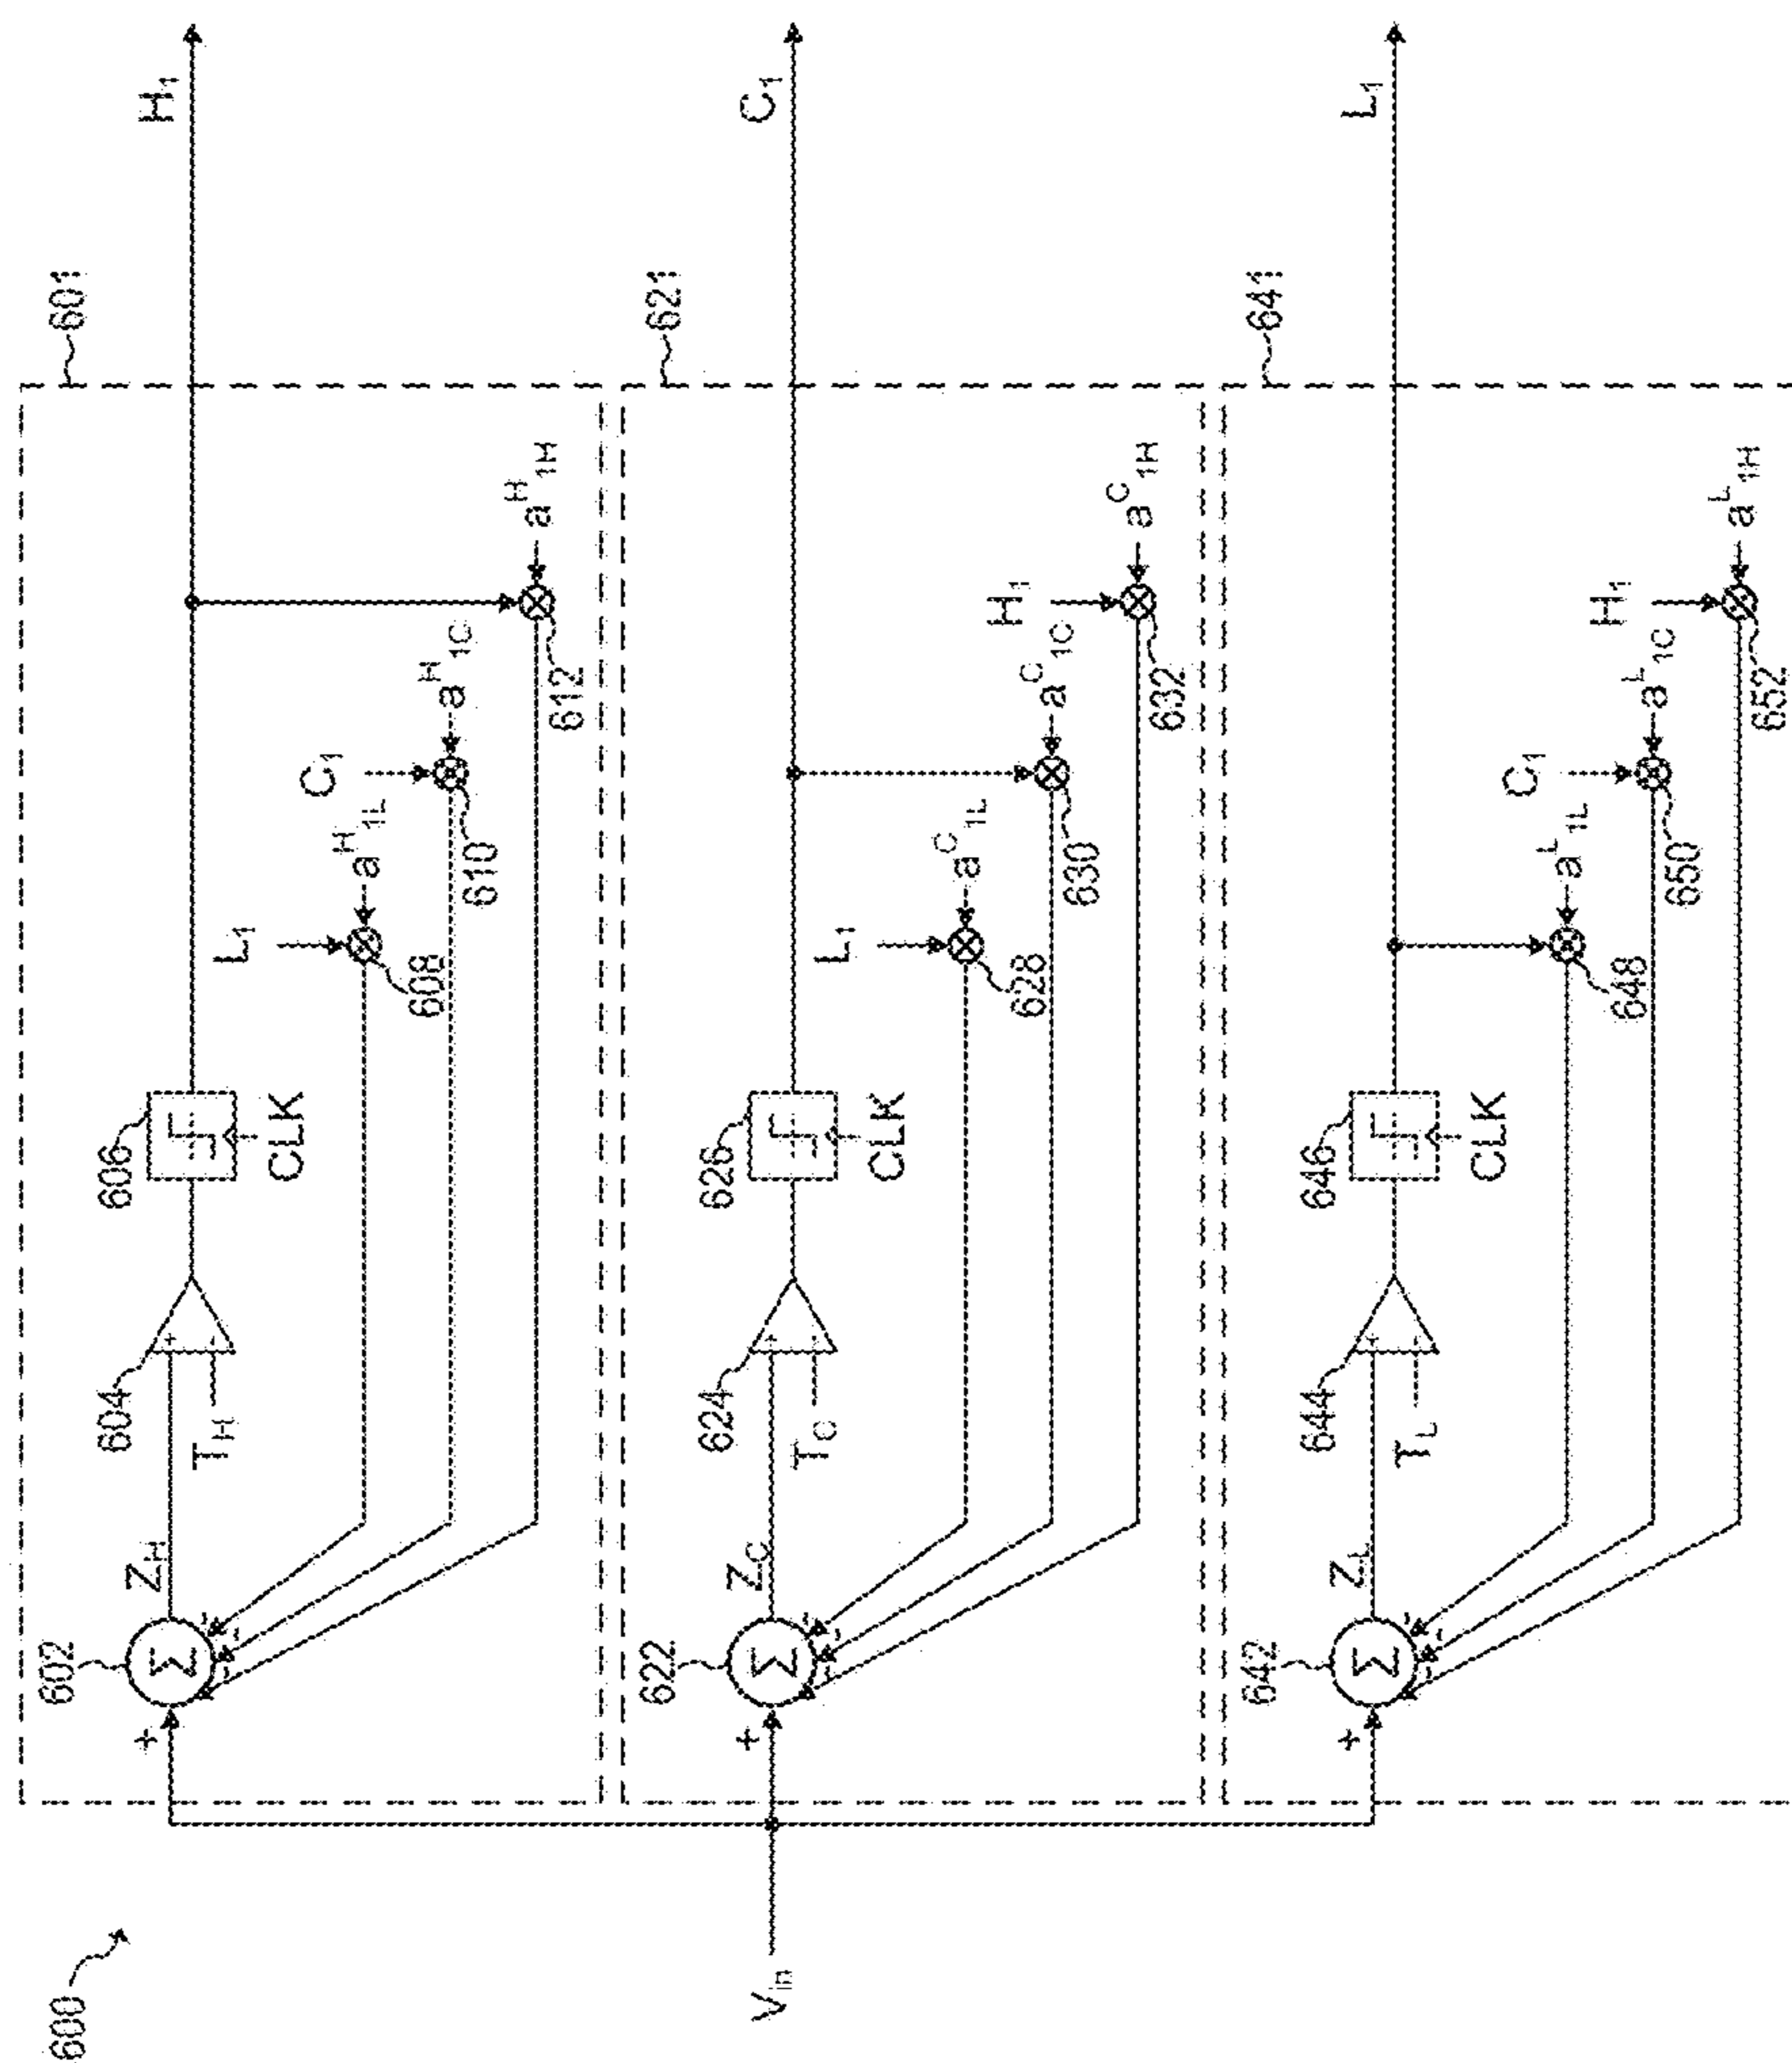 600
V_in
601
602
+
Z_H
-
-
-
604
+
-
T_H
606
CLK
L_1
a^H_1L
608
C_1
a^H_1C
610
a^H_1H
612
H_1
621
622
+
Z_C
-
-
-
624
+
-
T_C
626
CLK
L_1
a^C_1L
628
a^C_1C
630
H_1
a^C_1H
632
C_1
641
642
+
Z_L
-
-
-
644
+
-
T_L
646
CLK
a^L_1L
648
C_1
a^L_1C
650
H_1
a^L_1H
652
L_1